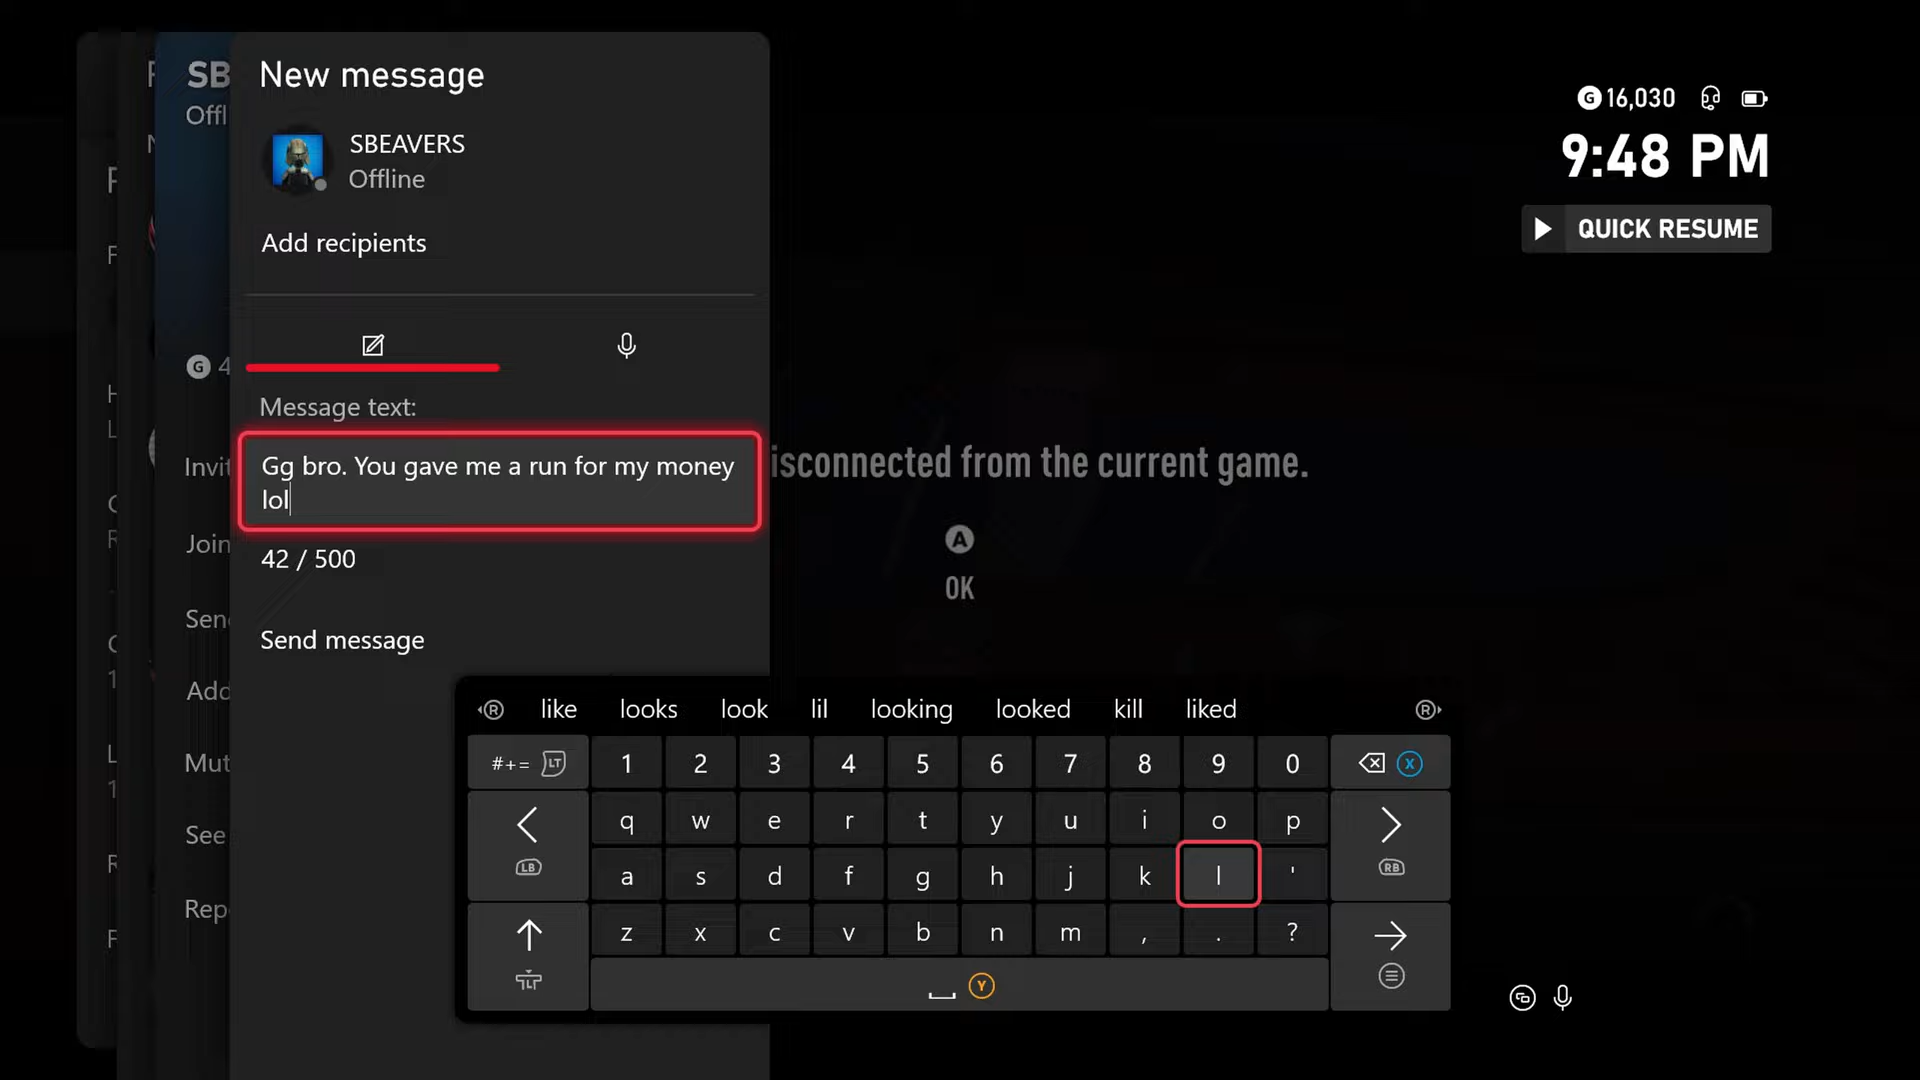 New message
SBEAVERS
Offline
Add recipients
Message text:
Gg bro. You gave me a run for my money
lol
42 / 500
Send message
SB
Offl
G 4
Invit
Join
Sen
Add
Mut
See
Rep
G 16,030
9:48 PM
QUICK RESUME
isconnected from the current game.
A
OK
R like looks look lil looking looked kill liked R
#+= LT 1 2 3 4 5 6 7 8 9 0 X
q w e r t y u i o p
LB a s d f g h j k l ' RB
z x c v b n m , . ?
Y